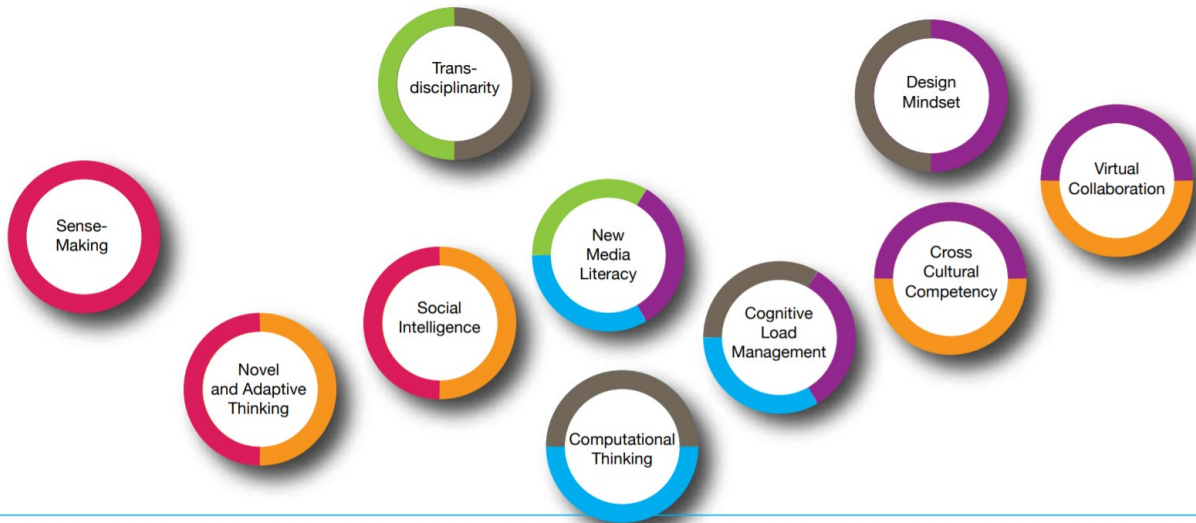 Trans-
disciplinarity
Design
Mindset
Virtual
Collaboration
Sense-
Making
New
Media
Literacy
Cross
Cultural
Competency
Social
Intelligence
Cognitive
Load
Management
Novel
and Adaptive
Thinking
Computational
Thinking